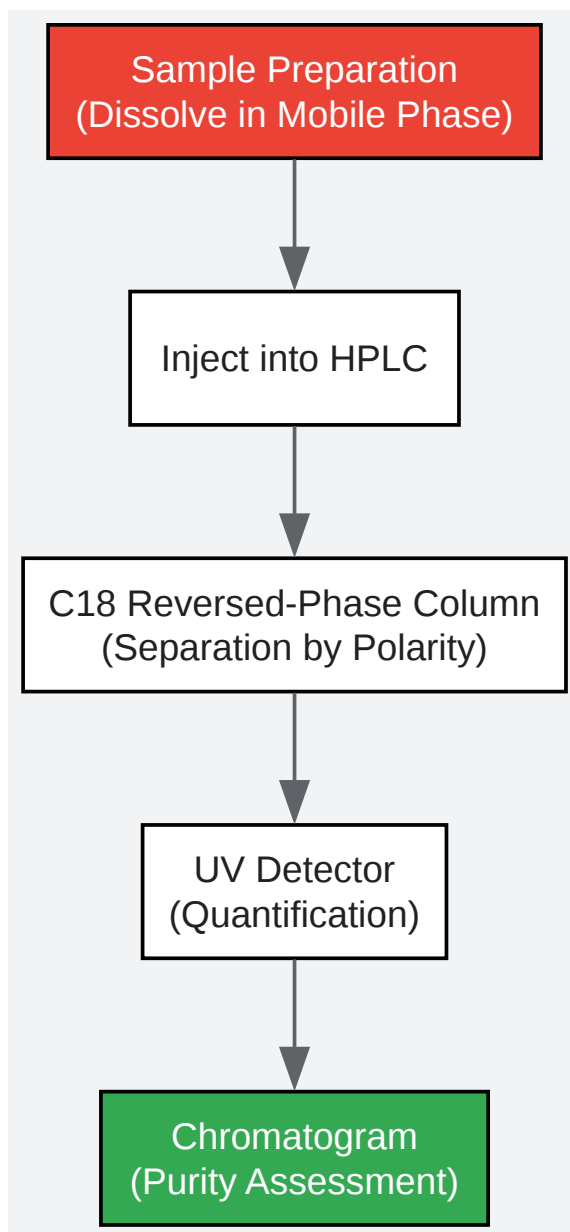 Sample Preparation
(Dissolve in Mobile Phase)
Inject into HPLC
C18 Reversed-Phase Column
(Separation by Polarity)
UV Detector
(Quantification)
Chromatogram
(Purity Assessment)